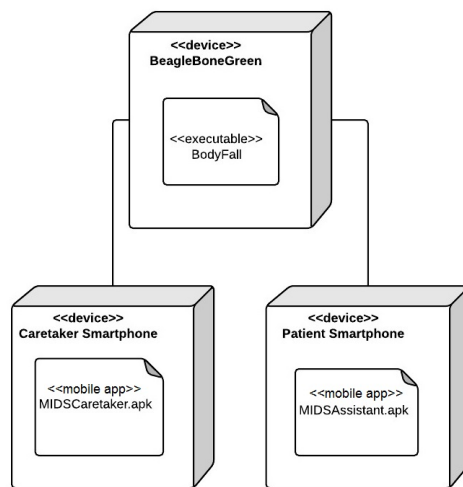 <<device>>
BeagleBoneGreen
<<executable>>
BodyFall
<<device>>
Caretaker Smartphone
<<mobile app>>
MIDSCaretaker.apk
<<device>>
Patient Smartphone
<<mobile app>>
MIDSAssistant.apk